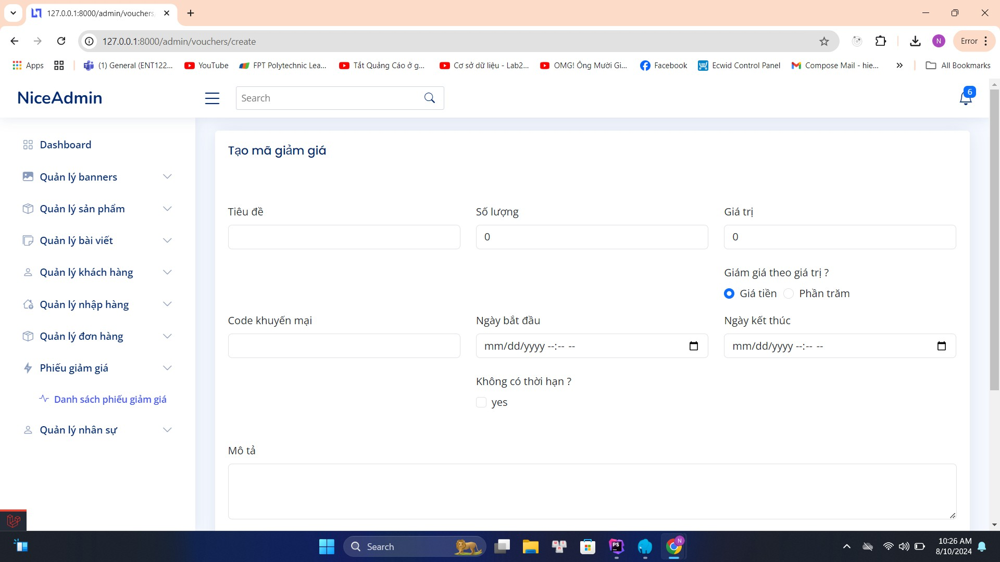 127.0.0.1:8000/admin/vouchers/
127.0.0.1:8000/admin/vouchers/create
N
Error
Apps
(1) General (ENT122...
YouTube
FPT Polytechnic Lea...
Tắt Quảng Cáo ở g...
Cơ sở dữ liệu - Lab2...
OMG! Ông Mười Gi...
Facebook
Ecwid Control Panel
Compose Mail - hie...
All Bookmarks
NiceAdmin
Search
6
Dashboard
Quản lý banners
Quản lý sản phẩm
Quản lý bài viết
Quản lý khách hàng
Quản lý nhập hàng
Quản lý đơn hàng
Phiếu giảm giá
Danh sách phiếu giảm giá
Quản lý nhân sự
Tạo mã giảm giá
Tiêu đề
Số lượng
Giá trị
0
0
Giám giá theo giá trị ?
Giá tiền
Phần trăm
Code khuyến mại
Ngày bắt đầu
Ngày kết thúc
mm/dd/yyyy --:-- --
mm/dd/yyyy --:-- --
Không có thời hạn ?
yes
Mô tả
Search
PS
N
10:26 AM
8/10/2024